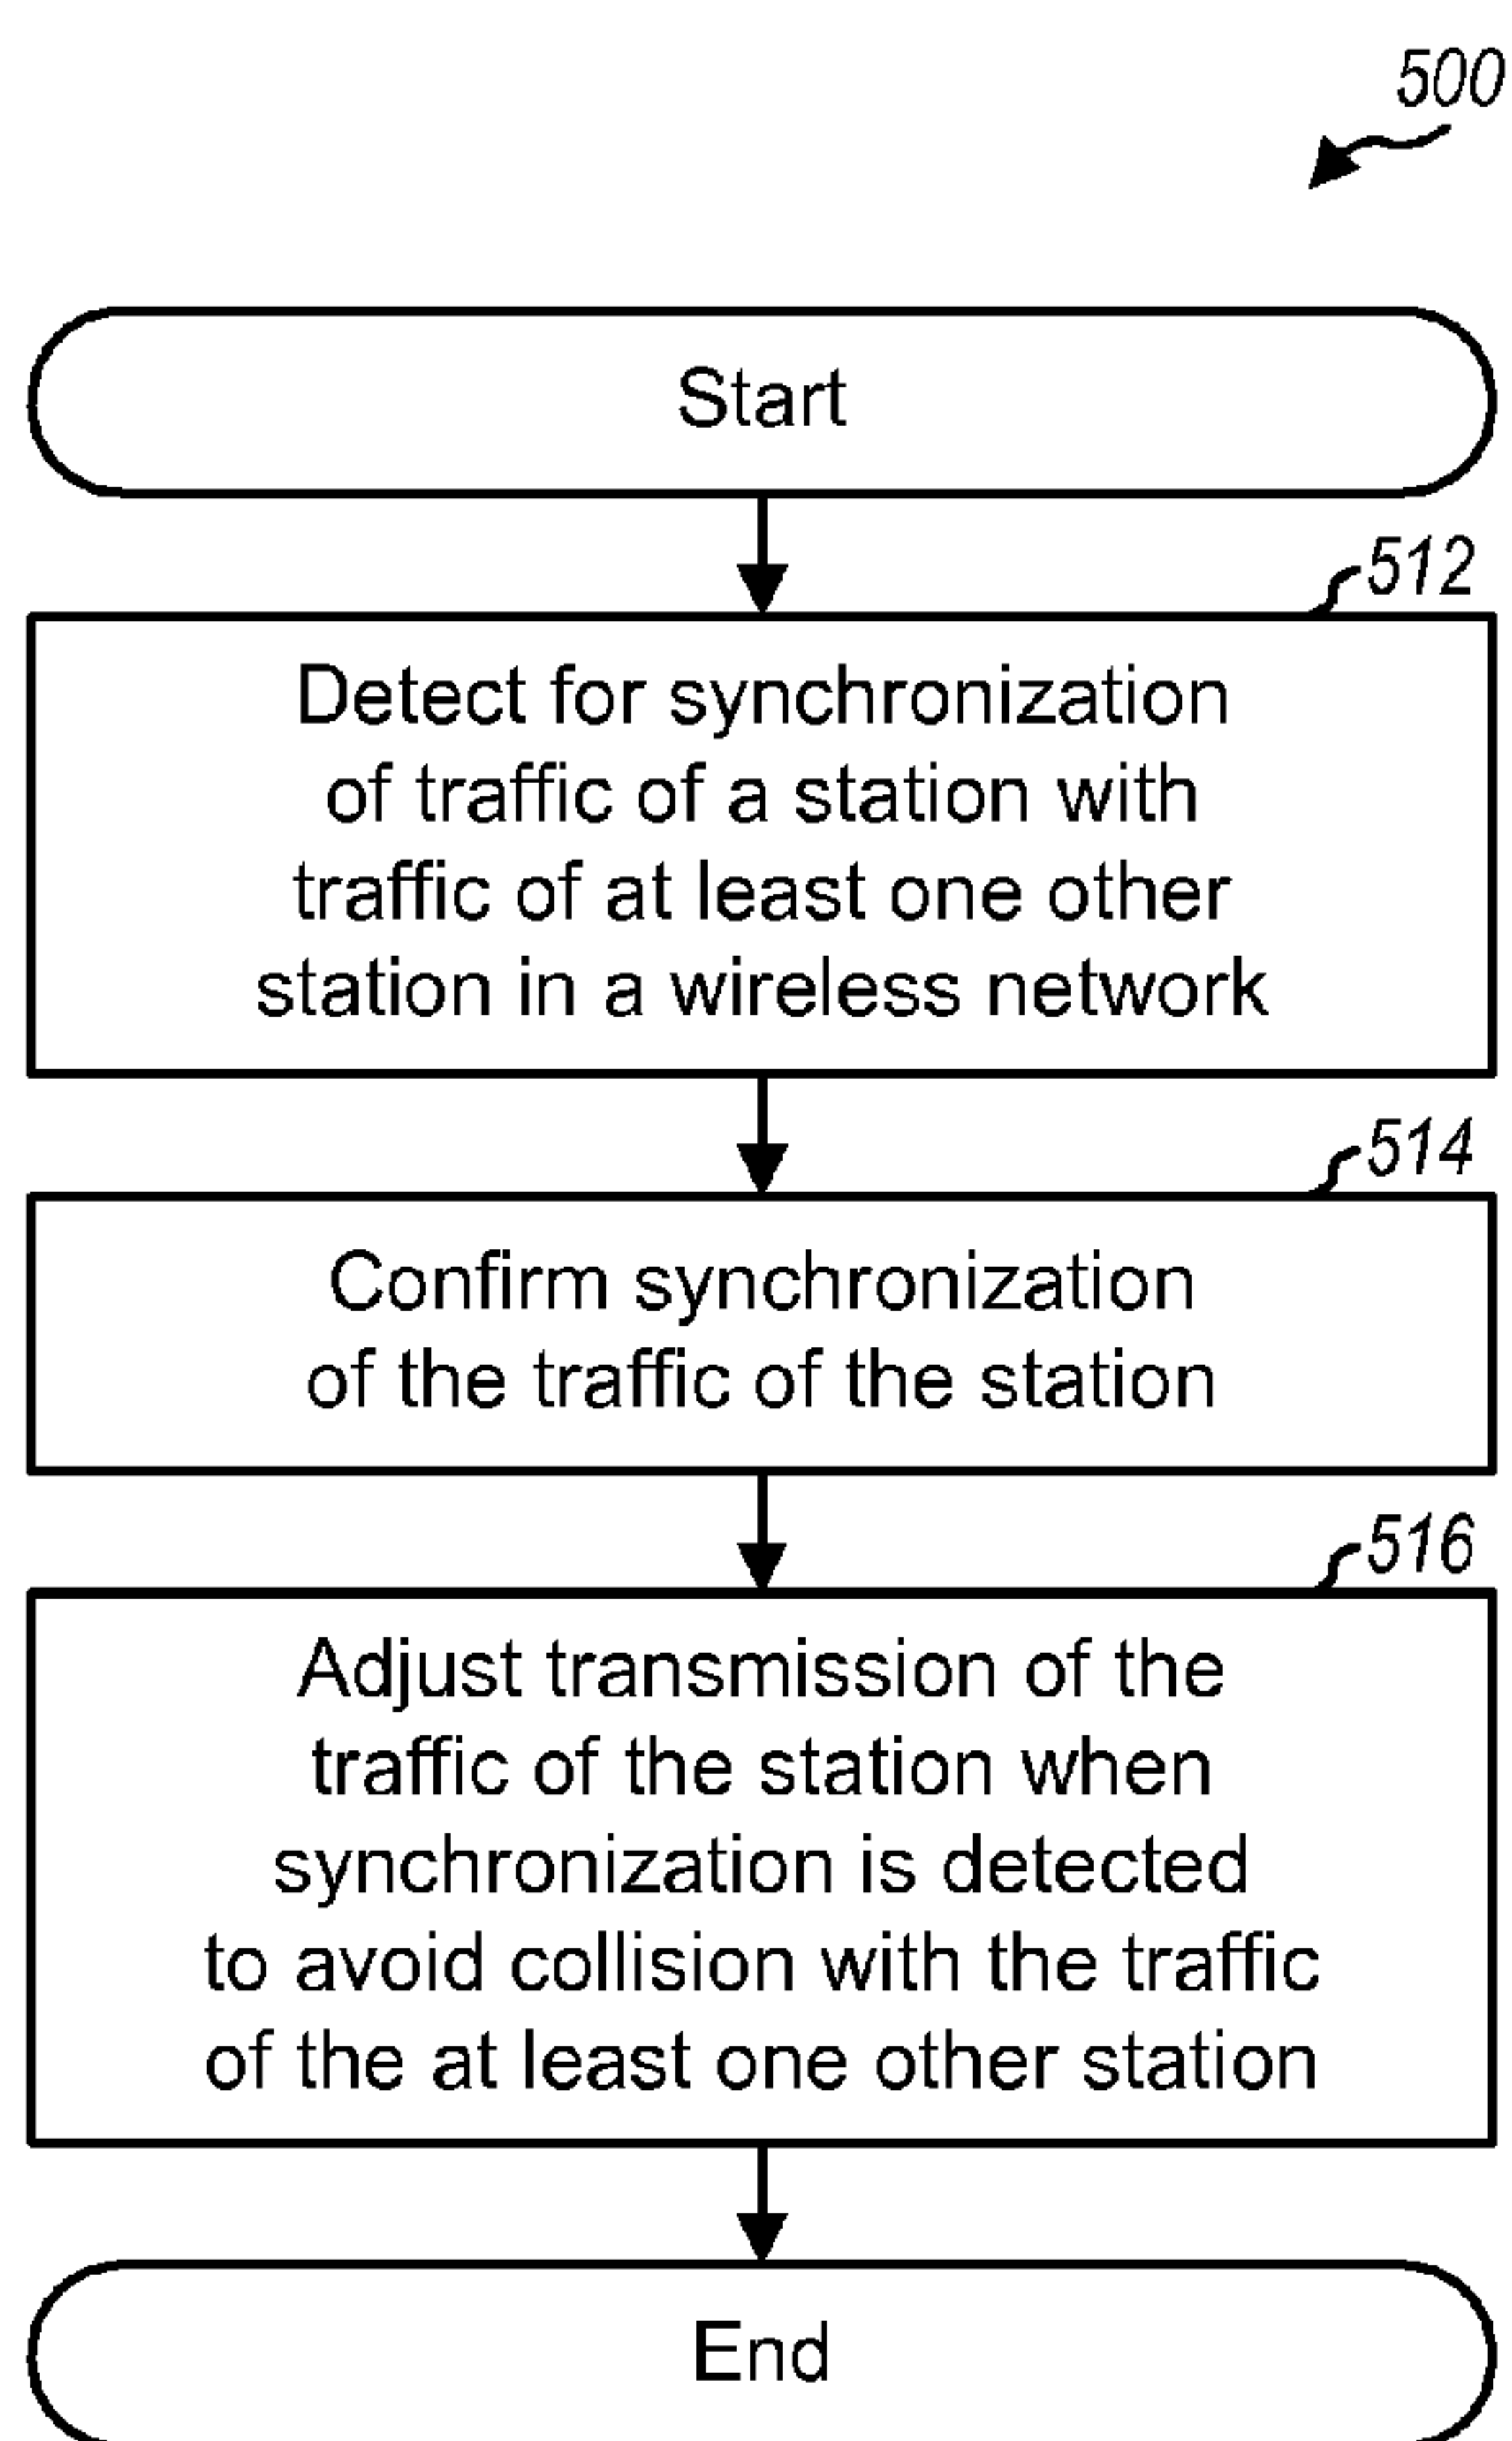 500
Start
512
Detect for synchronization
of traffic of a station with
traffic of at least one other
station in a wireless network
514
Confirm synchronization
of the traffic of the station
516
Adjust transmission of the
traffic of the station when
synchronization is detected
to avoid collision with the traffic
of the at least one other station
End